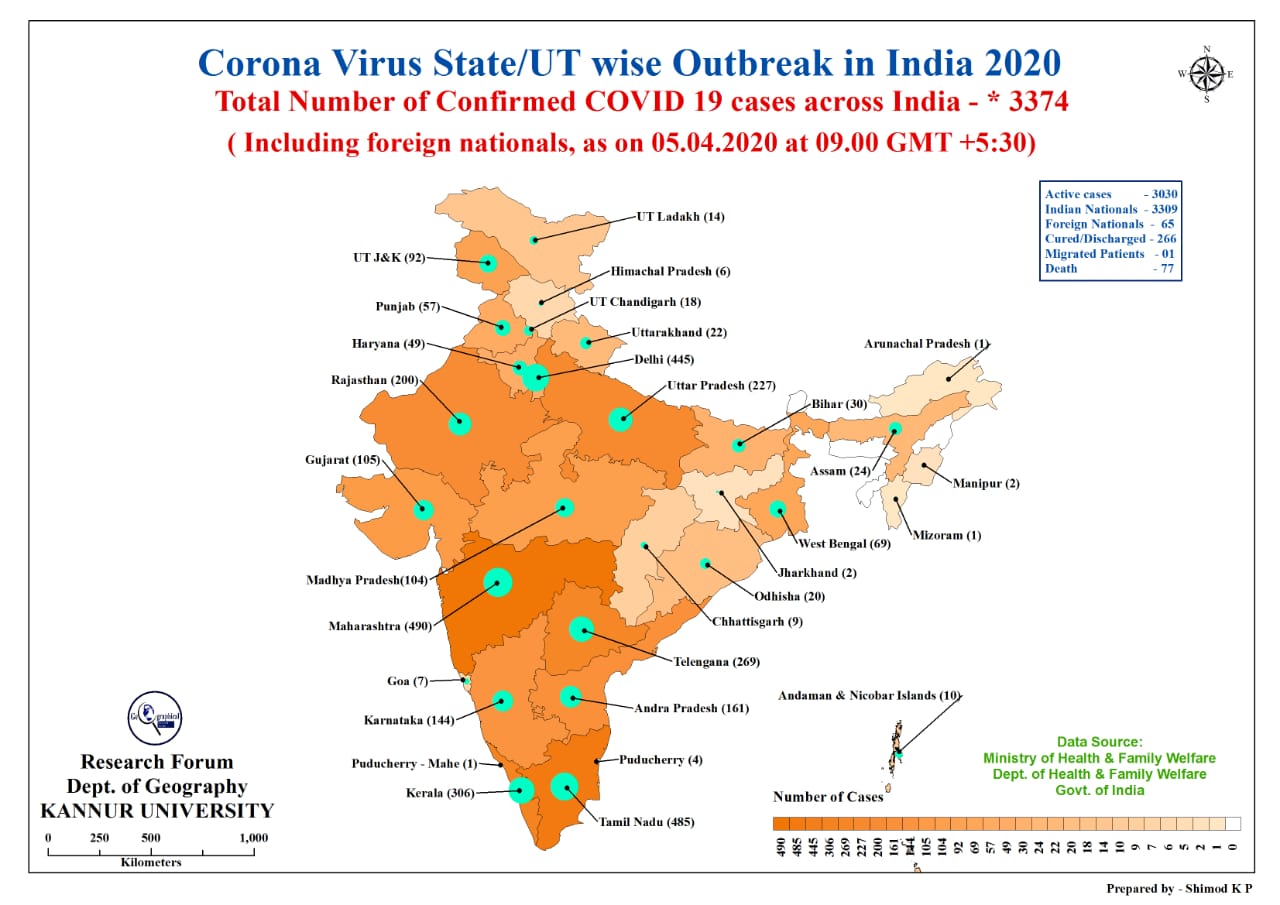 Corona Virus State/UT wise Outbreak in India 2020
Total Number of Confirmed COVID 19 cases across India - * 3374
( Including foreign nationals, as on 05.04.2020 at 09.00 GMT +5:30)
N
W E
S
Active cases - 3030
Indian Nationals - 3309
Foreign Nationals - 65
Cured/Discharged - 266
Migrated Patients - 01
Death - 77
UT Ladakh (14)
UT J&K (92)
Himachal Pradesh (6)
UT Chandigarh (18)
Punjab (57)
Uttarakhand (22)
Haryana (49)
Arunachal Pradesh (1)
Delhi (445)
Rajasthan (200)
Uttar Pradesh (227)
Bihar (30)
Gujarat (105)
Assam (24)
Manipur (2)
Mizoram (1)
West Bengal (69)
Jharkhand (2)
Madhya Pradesh(104)
Odhisha (20)
Chhattisgarh (9)
Maharashtra (490)
Telengana (269)
Goa (7)
Andaman & Nicobar Islands (10)
Andra Pradesh (161)
Karnataka (144)
Puducherry - Mahe (1)
Puducherry (4)
Kerala (306)
Tamil Nadu (485)
Research Forum
Dept. of Geography
KANNUR UNIVERSITY
0 250 500 1,000
Kilometers
Data Source:
Ministry of Health & Family Welfare
Dept. of Health & Family Welfare
Govt. of India
Number of Cases
490 485 445 306 269 227 200 161 144 105 104 92 69 57 49 30 24 22 20 18 14 10 9 7 6 5 2 1 0
Prepared by - Shimod K P